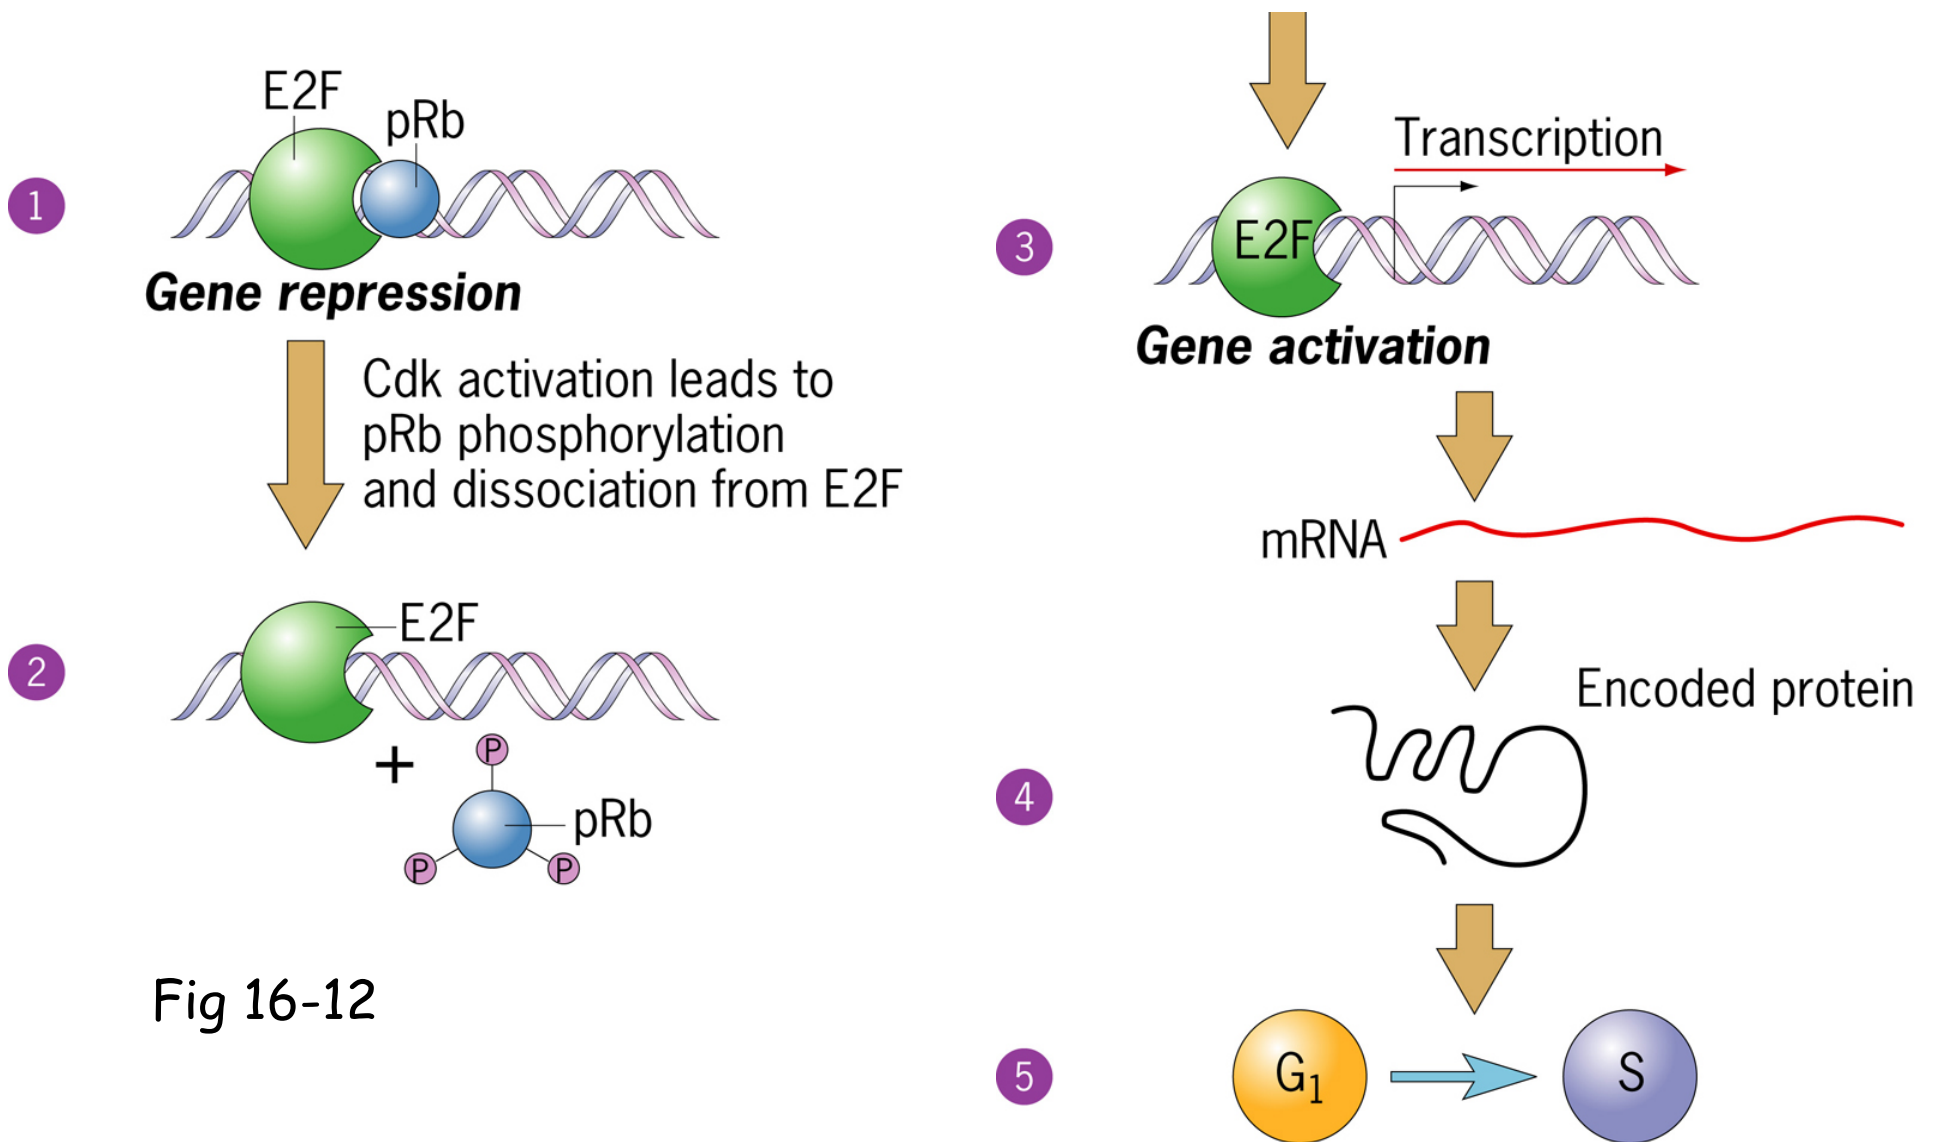 1
E2F
pRb
Gene repression
Cdk activation leads to
pRb phosphorylation
and dissociation from E2F
2
E2F
+
P
pRb
P
P
Fig 16-12
3
Transcription
E2F
Gene activation
mRNA
Encoded protein
4
5
G₁
S